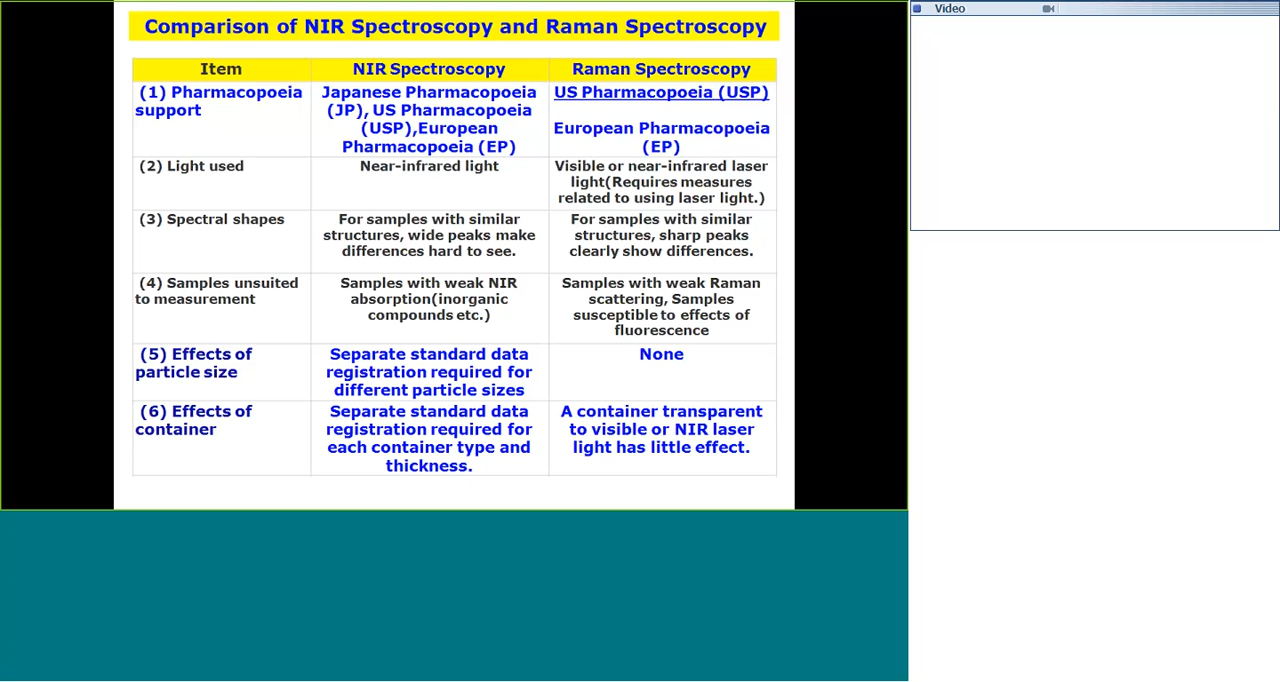 Comparison of NIR Spectroscopy and Raman Spectroscopy
Video
Item
NIR Spectroscopy
Raman Spectroscopy
(1) Pharmacopoeia
support
Japanese Pharmacopoeia
(JP), US Pharmacopoeia
(USP),European
Pharmacopoeia (EP)
US Pharmacopoeia (USP)
European Pharmacopoeia
(EP)
(2) Light used
Near-infrared light
Visible or near-infrared laser
light(Requires measures
related to using laser light.)
(3) Spectral shapes
For samples with similar
structures, wide peaks make
differences hard to see.
For samples with similar
structures, sharp peaks
clearly show differences.
(4) Samples unsuited
to measurement
Samples with weak NIR
absorption(inorganic
compounds etc.)
Samples with weak Raman
scattering, Samples
susceptible to effects of
fluorescence
(5) Effects of
particle size
Separate standard data
registration required for
different particle sizes
None
(6) Effects of
container
Separate standard data
registration required for
each container type and
thickness.
A container transparent
to visible or NIR laser
light has little effect.